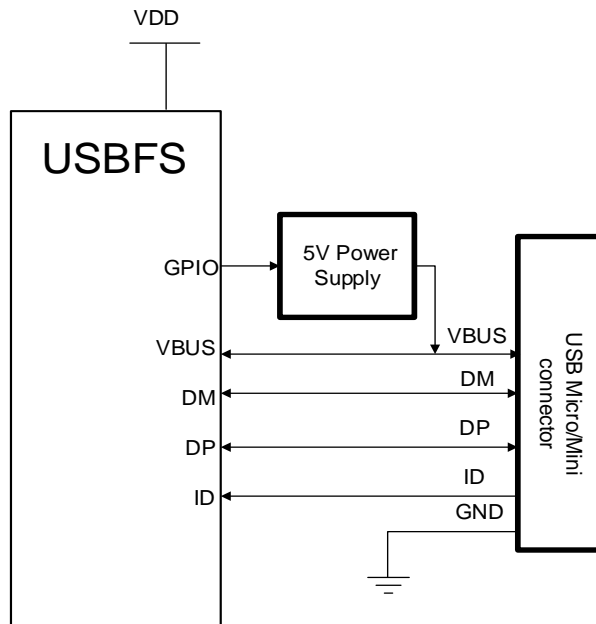 VDD
USBFS
GPIO
5V Power
Supply
VBUS
VBUS
DM
DM
DP
DP
ID
ID
GND
USB Micro/Mini
connector